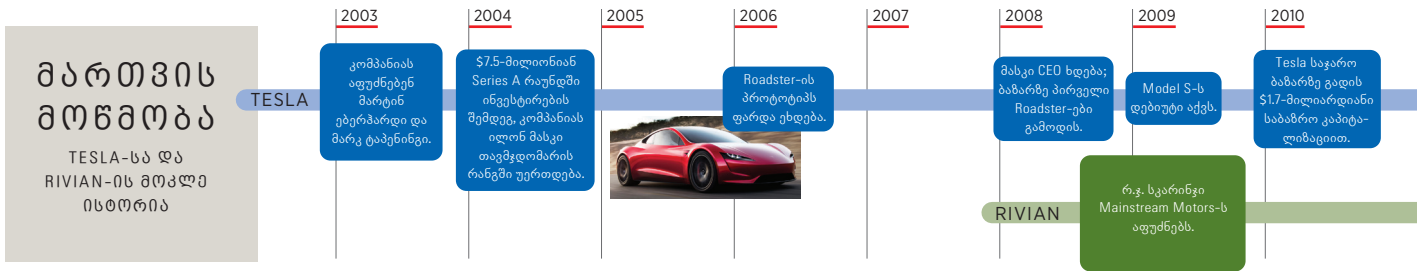 მართვის
მოწმობა
TESLA-სა და
RIVIAN-ის მოკლე
ისტორია
2003
2004
2005
2006
2007
2008
2009
2010
TESLA
კომპანიას
აფუძნებენ
მარტინ
ებერჰარდი და
მარკ ტაპენინგი.
$7.5-მილიონიან
Series A რაუნდში
ინვესტირების
შემდეგ, კომპანიას
ილონ მასკი
თავმჯდომარის
რანგში უერთდება.
Roadster-ის
პროტოტიპს
ფარდა ეხდება.
მასკი CEO ხდება;
ბაზარზე პირველი
Roadster-ები
გამოდის.
Model S-ს
დებიუტი აქვს.
Tesla საჯარო
ბაზარზე გადის
$1.7-მილიარდიანი
საბაზრო კაპიტა-
ლიზაციით.
RIVIAN
რ.ჯ. სკარინჯი
Mainstream Motors-ს
აფუძნებს.